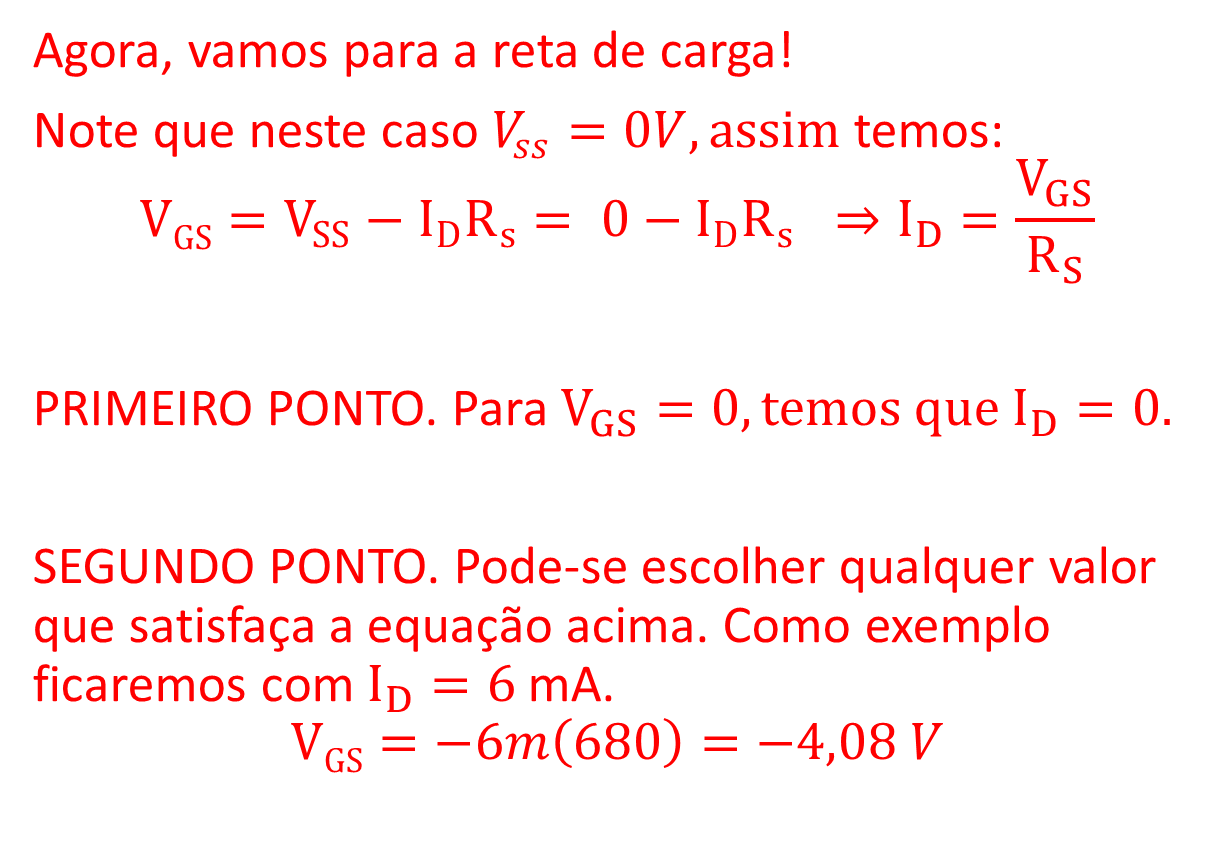 Agora, vamos para a reta de carga!
Note que neste caso V_ss = 0V, assim temos:
V_GS = V_SS − I_D R_s = 0 − I_D R_s ⇒ I_D = V_GS / R_S
PRIMEIRO PONTO. Para V_GS = 0, temos que I_D = 0.
SEGUNDO PONTO. Pode-se escolher qualquer valor
que satisfaça a equação acima. Como exemplo
ficaremos com I_D = 6 mA.
V_GS = −6m(680) = −4,08 V